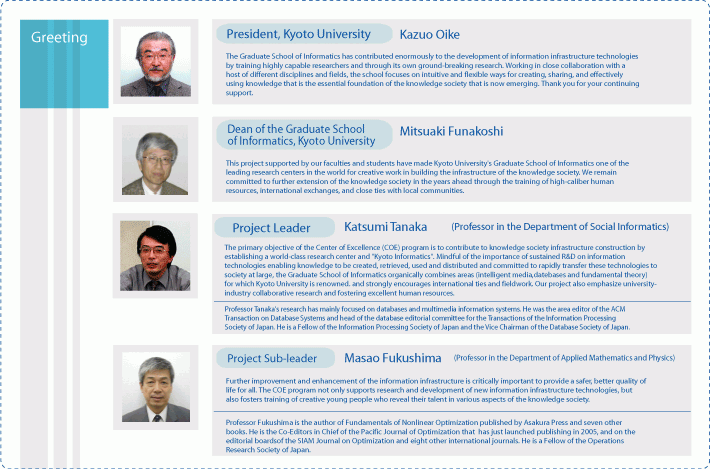 Greeting
President, Kyoto University Kazuo Oike
The Graduate School of Informatics has contributed enormously to the development of information infrastructure technologies
by training highly capable researchers and through its own ground-breaking research. Working in close collaboration with a
host of different disciplines and fields, the school focuses on intuitive and flexible ways for creating, sharing, and effectively
using knowledge that is the essential foundation of the knowledge society that is now emerging. Thank you for your continuing
support.
Dean of the Graduate School
of Informatics, Kyoto University
Mitsuaki Funakoshi
This project supported by our faculties and students have made Kyoto University's Graduate School of Informatics one of the
leading research centers in the world for creative work in building the infrastructure of the knowledge society. We remain
committed to further extension of the knowledge society in the years ahead through the training of high-caliber human
resources, international exchanges, and close ties with local communities.
Project Leader Katsumi Tanaka (Professor in the Department of Social Informatics)
The primary objective of the Center of Excellence (COE) program is to contribute to knowledge society infrastructure construction by
establishing a world-class research center and "Kyoto Informatics". Mindful of the importance of sustained R&D on information
technologies enabling knowledge to be created, retrieved, used and distributed and committed to rapidly transfer these technologies to
society at large, the Graduate School of Informatics organically combines areas (intelligent media,datebases and fundamental theory)
for which Kyoto University is renowned. and strongly encourages international ties and fieldwork. Our project also emphasize university-
industry collaborative research and fostering excellent human resources.
Professor Tanaka's research has mainly focused on databases and multimedia information systems. He was the area editor of the ACM
Transaction on Database Systems and head of the database editorial committee for the Transactions of the Information Processing
Society of Japan. He is a Fellow of the Information Processing Society of Japan and the Vice Chairman of the Database Society of Japan.
Project Sub-leader Masao Fukushima (Professor in the Department of Applied Mathematics and Physics)
Further improvement and enhancement of the information infrastructure is critically important to provide a safer, better quality of
life for all. The COE program not only supports research and development of new information infrastructure technologies, but
also fosters training of creative young people who reveal their talent in various aspects of the knowledge society.
Professor Fukushima is the author of Fundamentals of Nonlinear Optimization published by Asakura Press and seven other
books. He is the Co-Editors in Chief of the Pacific Journal of Optimization that has just launched publishing in 2005, and on the
editorial boardsof the SIAM Journal on Optimization and eight other international journals. He is a Fellow of the Operations
Research Society of Japan.